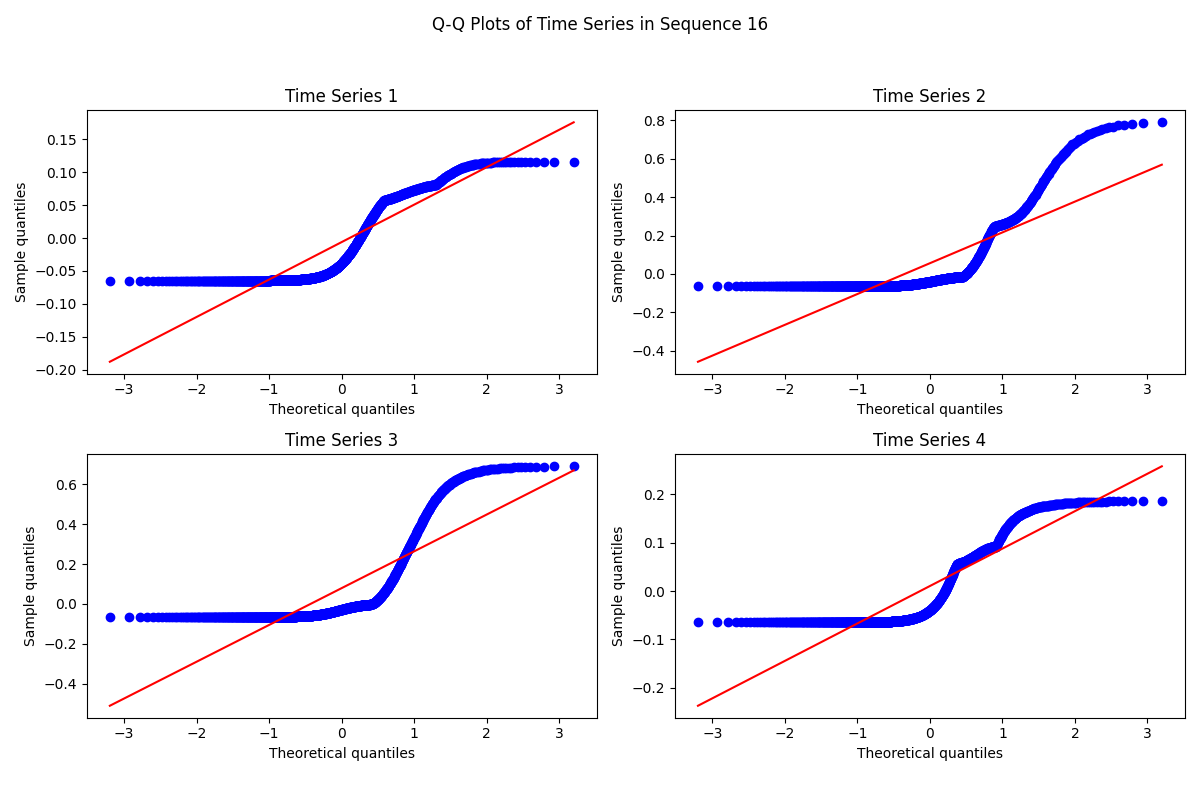 Q-Q Plots of Time Series in Sequence 16
Time Series 1
Sample quantiles
0.15
0.10
0.05
0.00
−0.05
−0.10
−0.15
−0.20
−3 −2 −1 0 1 2 3
Theoretical quantiles
Time Series 2
Sample quantiles
0.8
0.6
0.4
0.2
0.0
−0.2
−0.4
−3 −2 −1 0 1 2 3
Theoretical quantiles
Time Series 3
Sample quantiles
0.6
0.4
0.2
0.0
−0.2
−0.4
−3 −2 −1 0 1 2 3
Theoretical quantiles
Time Series 4
Sample quantiles
0.2
0.1
0.0
−0.1
−0.2
−3 −2 −1 0 1 2 3
Theoretical quantiles